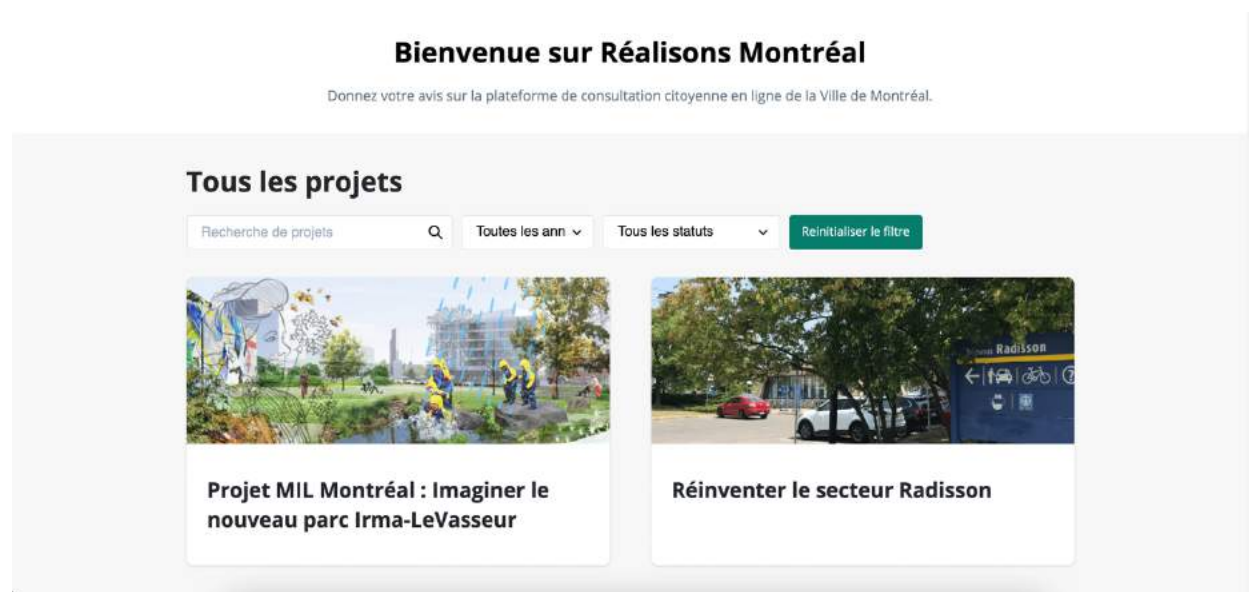 Bienvenue sur Réalisons Montréal
Donnez votre avis sur la plateforme de consultation citoyenne en ligne de la Ville de Montréal.
Tous les projets
Recherche de projets
Toutes les ann
Tous les statuts
Reinitialiser le filtre
Radisson
Projet MIL Montréal : Imaginer le
nouveau parc Irma-LeVasseur
Réinventer le secteur Radisson